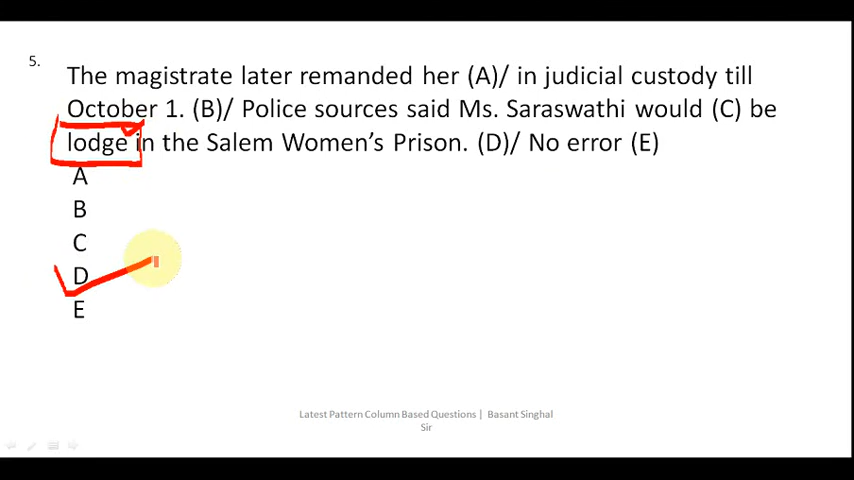 5.
The magistrate later remanded her (A)/ in judicial custody till
October 1. (B)/ Police sources said Ms. Saraswathi would (C) be
lodge in the Salem Women’s Prison. (D)/ No error (E)
A
B
C
D
E
Latest Pattern Column Based Questions | Basant Singhal
Sir